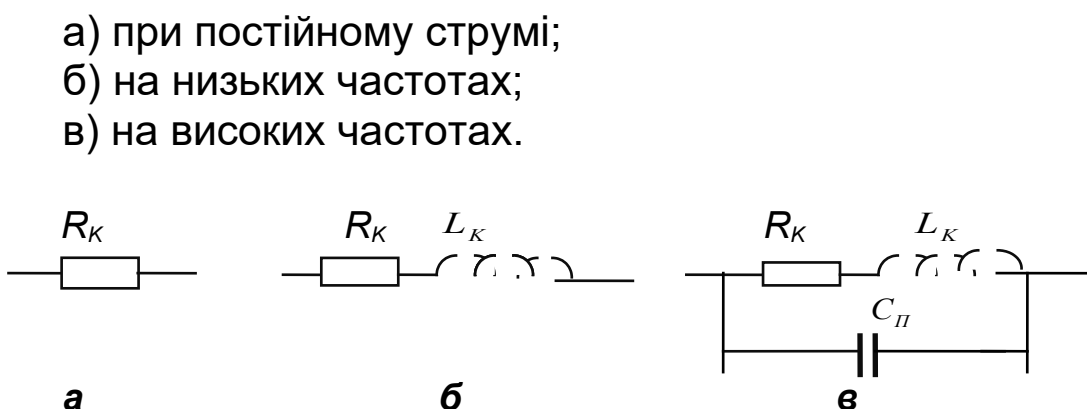 а) при постійному струмі;
б) на низьких частотах;
в) на високих частотах.
R_K R_K L_K R_K L_K
C_П
а б в